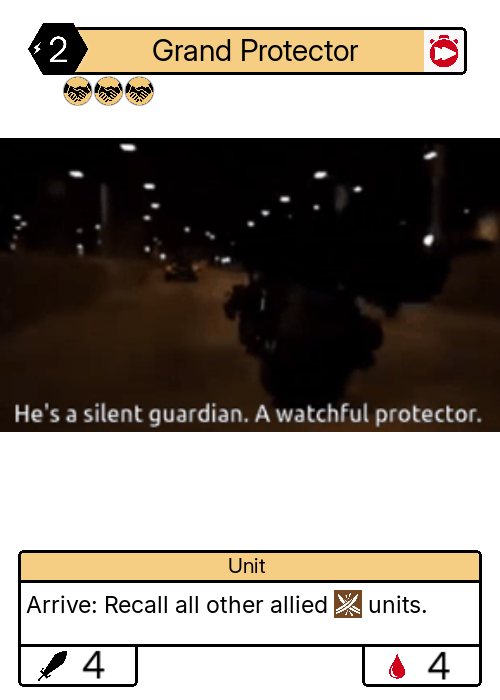 2
Grand Protector
He's a silent guardian. A watchful protector.
Unit
Arrive: Recall all other allied units.
4
4